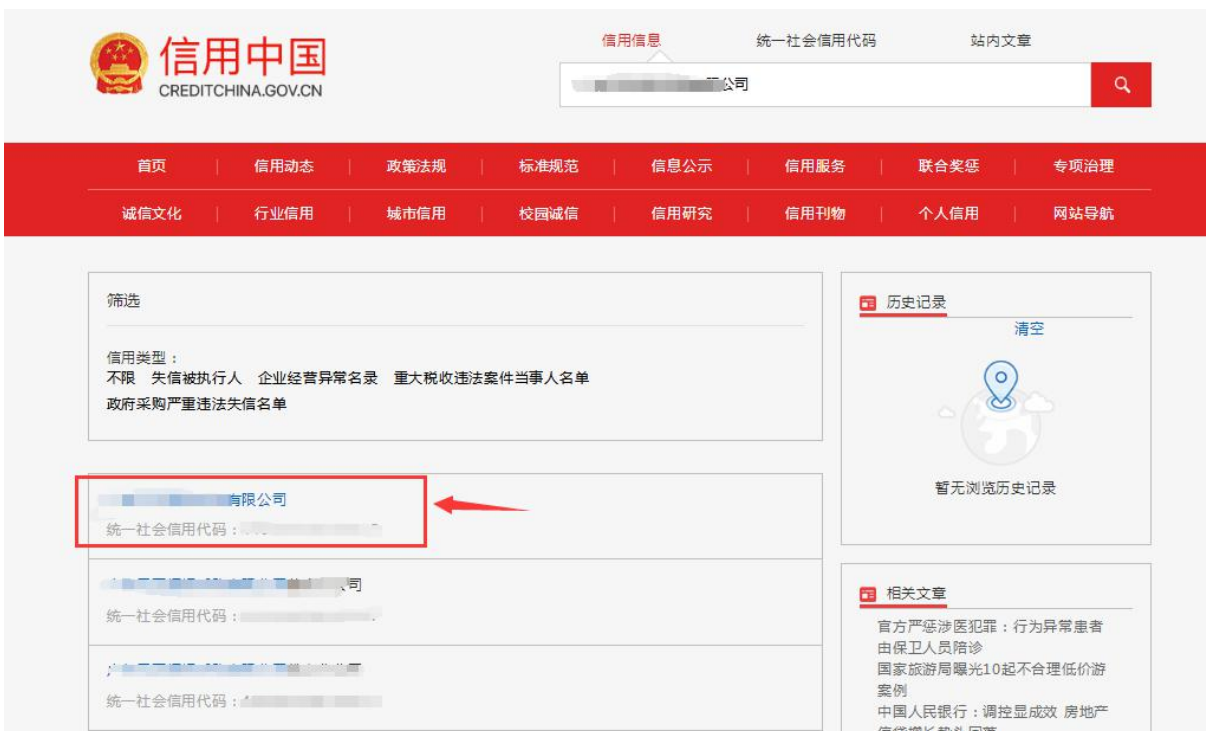 信用中国
CREDITCHINA.GOV.CN
信用信息 统一社会信用代码 站内文章
限公司
首页 信用动态 政策法规 标准规范 信息公示 信用服务 联合奖惩 专项治理
诚信文化 行业信用 城市信用 校园诚信 信用研究 信用刊物 个人信用 网站导航
筛选
信用类型：
不限 失信被执行人 企业经营异常名录 重大税收违法案件当事人名单
政府采购严重违法失信名单
有限公司
统一社会信用代码：
公司
统一社会信用代码：
统一社会信用代码：
历史记录
清空
暂无浏览历史记录
相关文章
官方严惩涉医犯罪：行为异常患者
由保卫人员陪诊
国家旅游局曝光10起不合理低价游
案例
中国人民银行：调控显成效 房地产